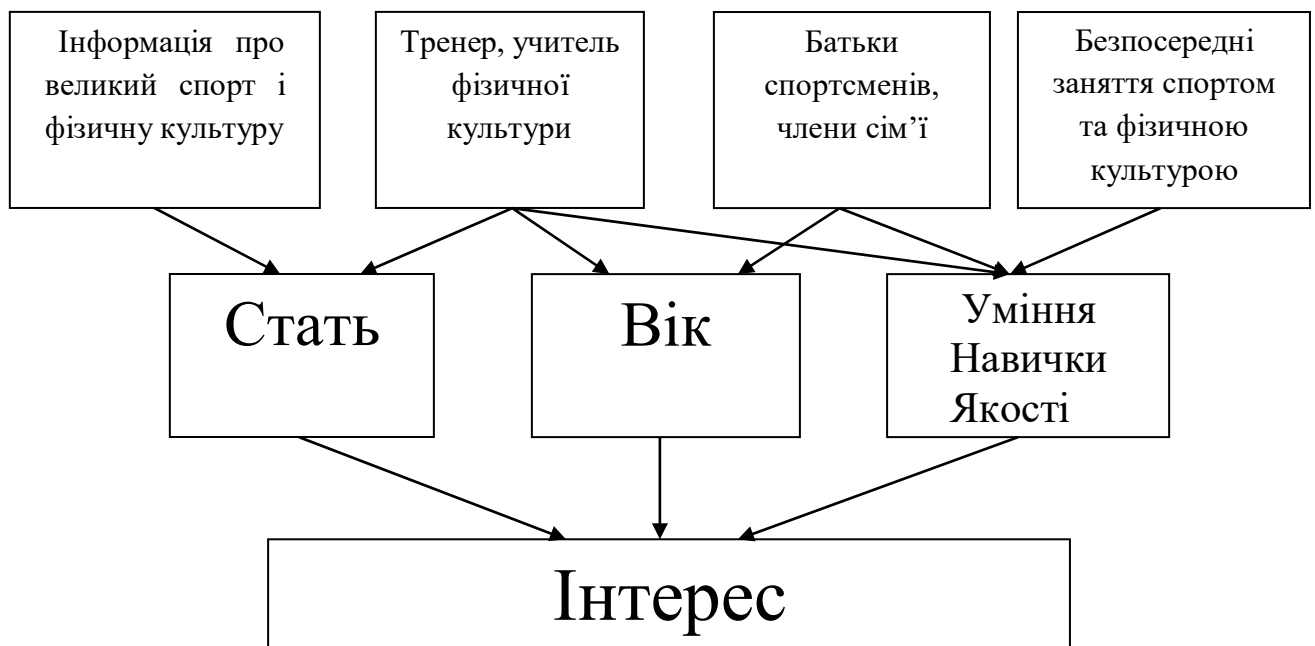 Інформація про
великий спорт і
фізичну культуру
Тренер, учитель
фізичної
культури
Батьки
спортсменів,
члени сім’ї
Безпосередні
заняття спортом
та фізичною
культурою
Стать
Вік
Уміння
Навички
Якості
Інтерес